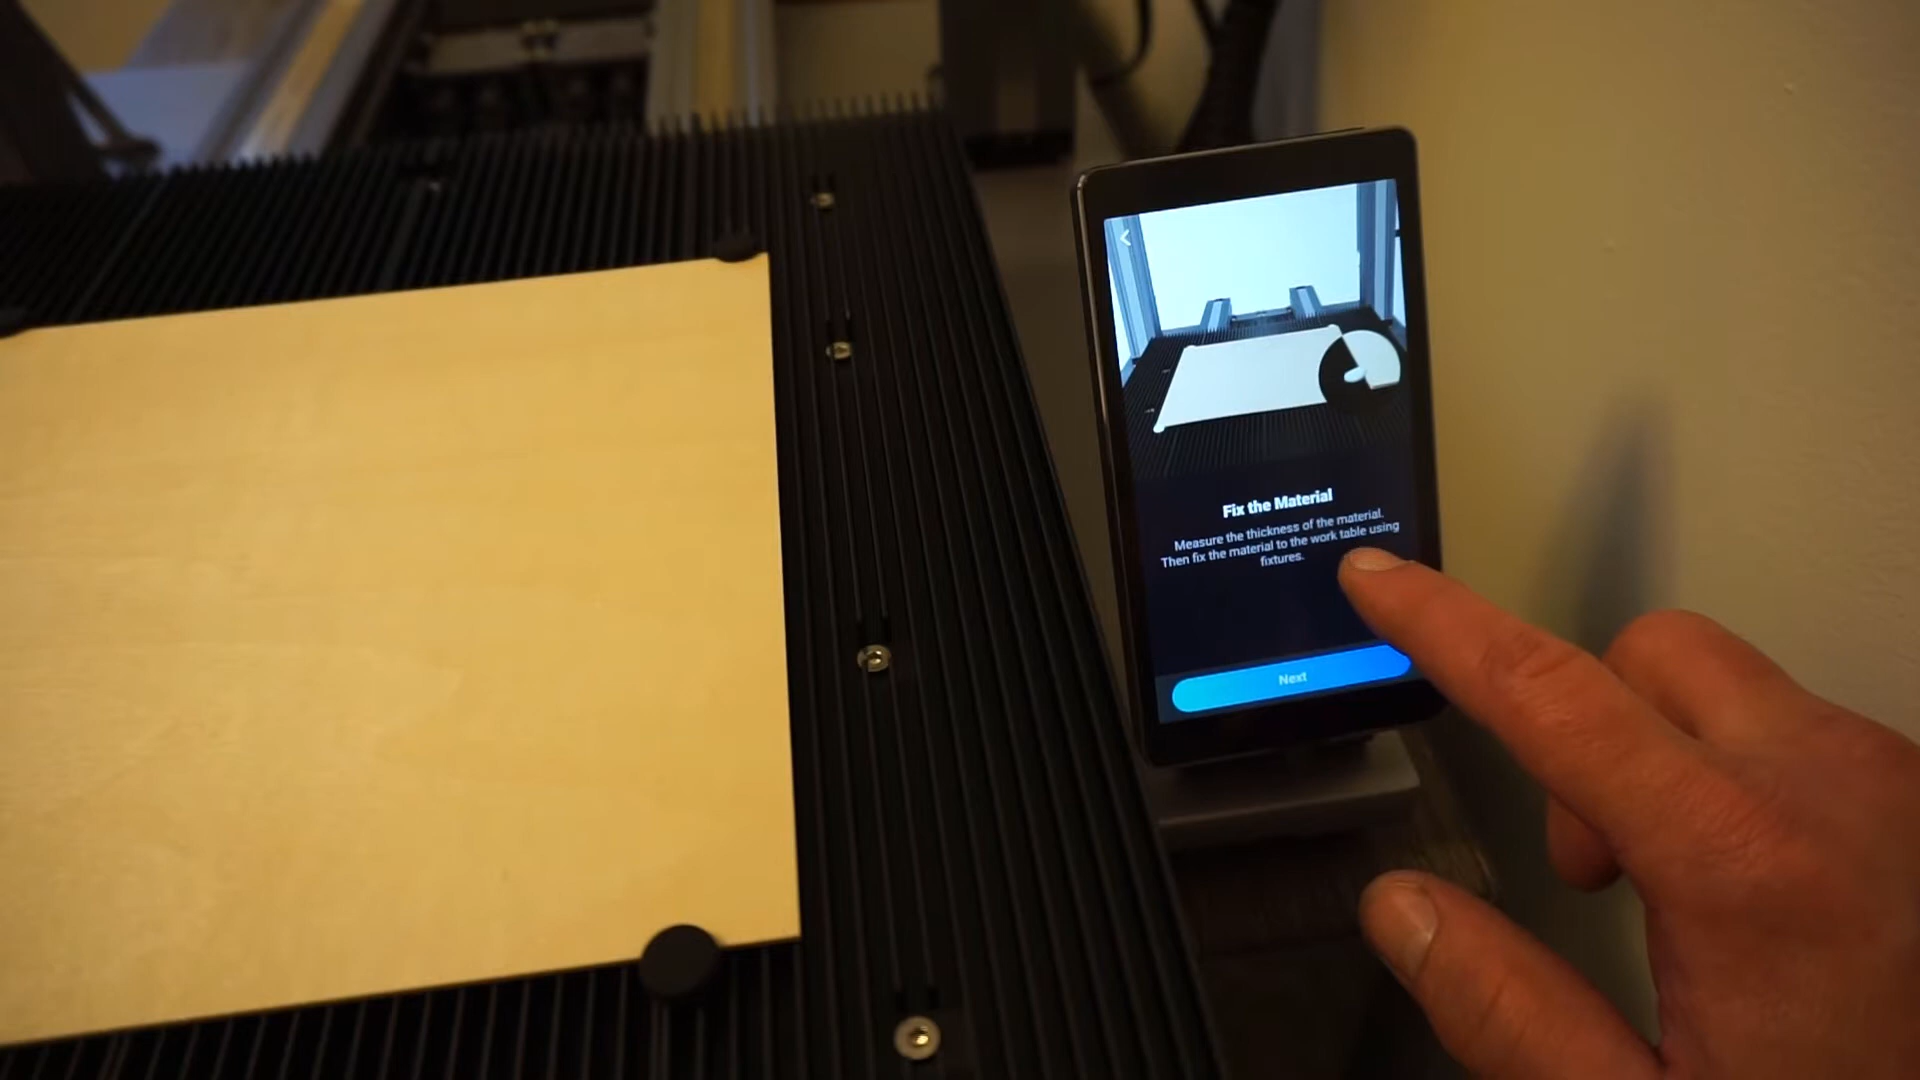 Fix the Material
Measure the thickness of the material.
Then fix the material to the work table using
fixtures.
Next